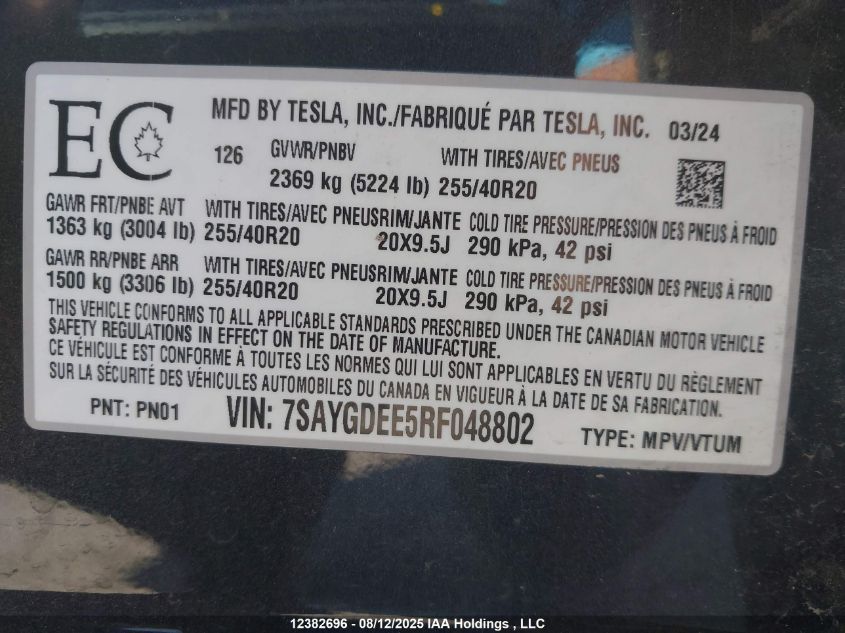 EC
MFD BY TESLA, INC./FABRIQUÉ PAR TESLA, INC. 03/24
126 GVWR/PNBV WITH TIRES/AVEC PNEUS
2369 kg (5224 lb) 255/40R20
GAWR FRT/PNBE AVT WITH TIRES/AVEC PNEUS RIM/JANTE COLD TIRE PRESSURE/PRESSION DES PNEUS À FROID
1363 kg (3004 lb) 255/40R20 20X9.5J 290 kPa, 42 psi
GAWR RR/PNBE ARR WITH TIRES/AVEC PNEUS RIM/JANTE COLD TIRE PRESSURE/PRESSION DES PNEUS À FROID
1500 kg (3306 lb) 255/40R20 20X9.5J 290 kPa, 42 psi
THIS VEHICLE CONFORMS TO ALL APPLICABLE STANDARDS PRESCRIBED UNDER THE CANADIAN MOTOR VEHICLE
SAFETY REGULATIONS IN EFFECT ON THE DATE OF MANUFACTURE.
CE VÉHICULE EST CONFORME À TOUTES LES NORMES QUI LUI SONT APPLICABLES EN VERTU DU RÈGLEMENT
SUR LA SÉCURITÉ DES VÉHICULES AUTOMOBILES DU CANADA EN VIGUEUR À LA DATE DE SA FABRICATION.
PNT: PN01 VIN: 7SAYGDEE5RF048802 TYPE: MPV/VTUM
12382696 - 08/12/2025 IAA Holdings , LLC